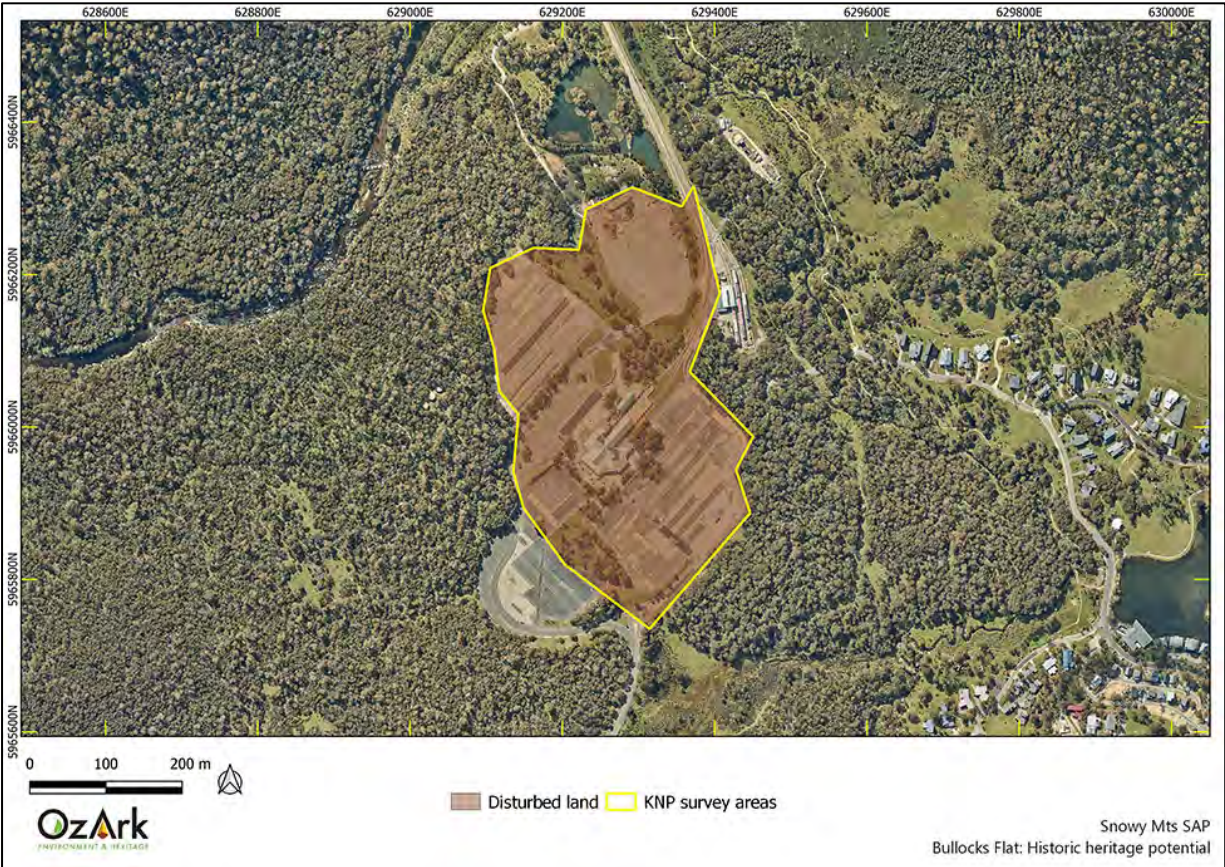 628600E 628800E 629000E 629200E 629400E 629600E 629800E 630000E
5966400N
5966200N
5966000N
5965800N
5965600N
0 100 200 m
Disturbed land KNP survey areas
OzArk
ENVIRONMENT & HERITAGE
Snowy Mts SAP
Bullocks Flat: Historic heritage potential